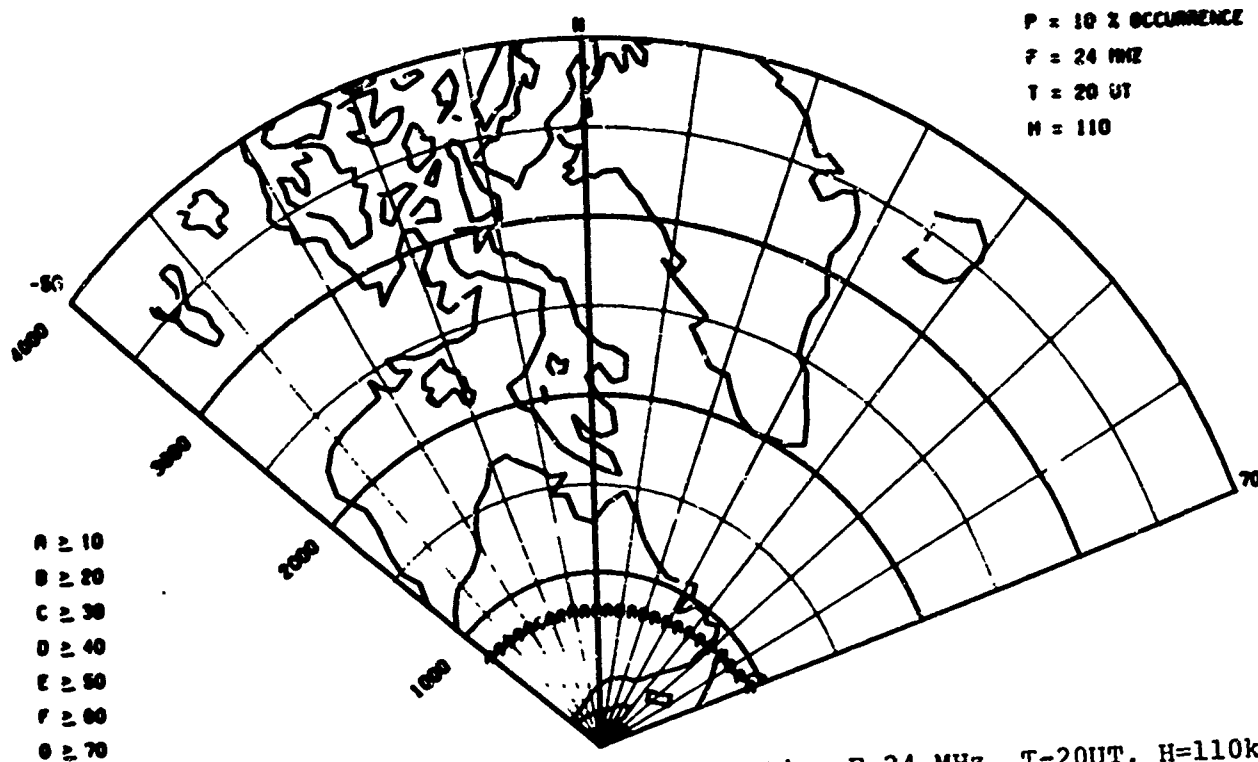 P = 10 % OCCURRENCE
F = 24 MHZ
T = 20 UT
H = 110
N
-50
4000
3000
2000
1000
70
A ≥ 10
B ≥ 20
C ≥ 30
D ≥ 40
E ≥ 50
F ≥ 60
G ≥ 70
F=24 MHz, T=20UT, H=110k